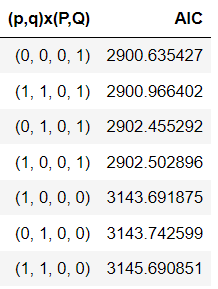 (p,q)x(P,Q) AIC
(0, 0, 0, 1) 2900.635427
(1, 1, 0, 1) 2900.966402
(0, 1, 0, 1) 2902.455292
(1, 0, 0, 1) 2902.502896
(1, 0, 0, 0) 3143.691875
(0, 1, 0, 0) 3143.742599
(1, 1, 0, 0) 3145.690851